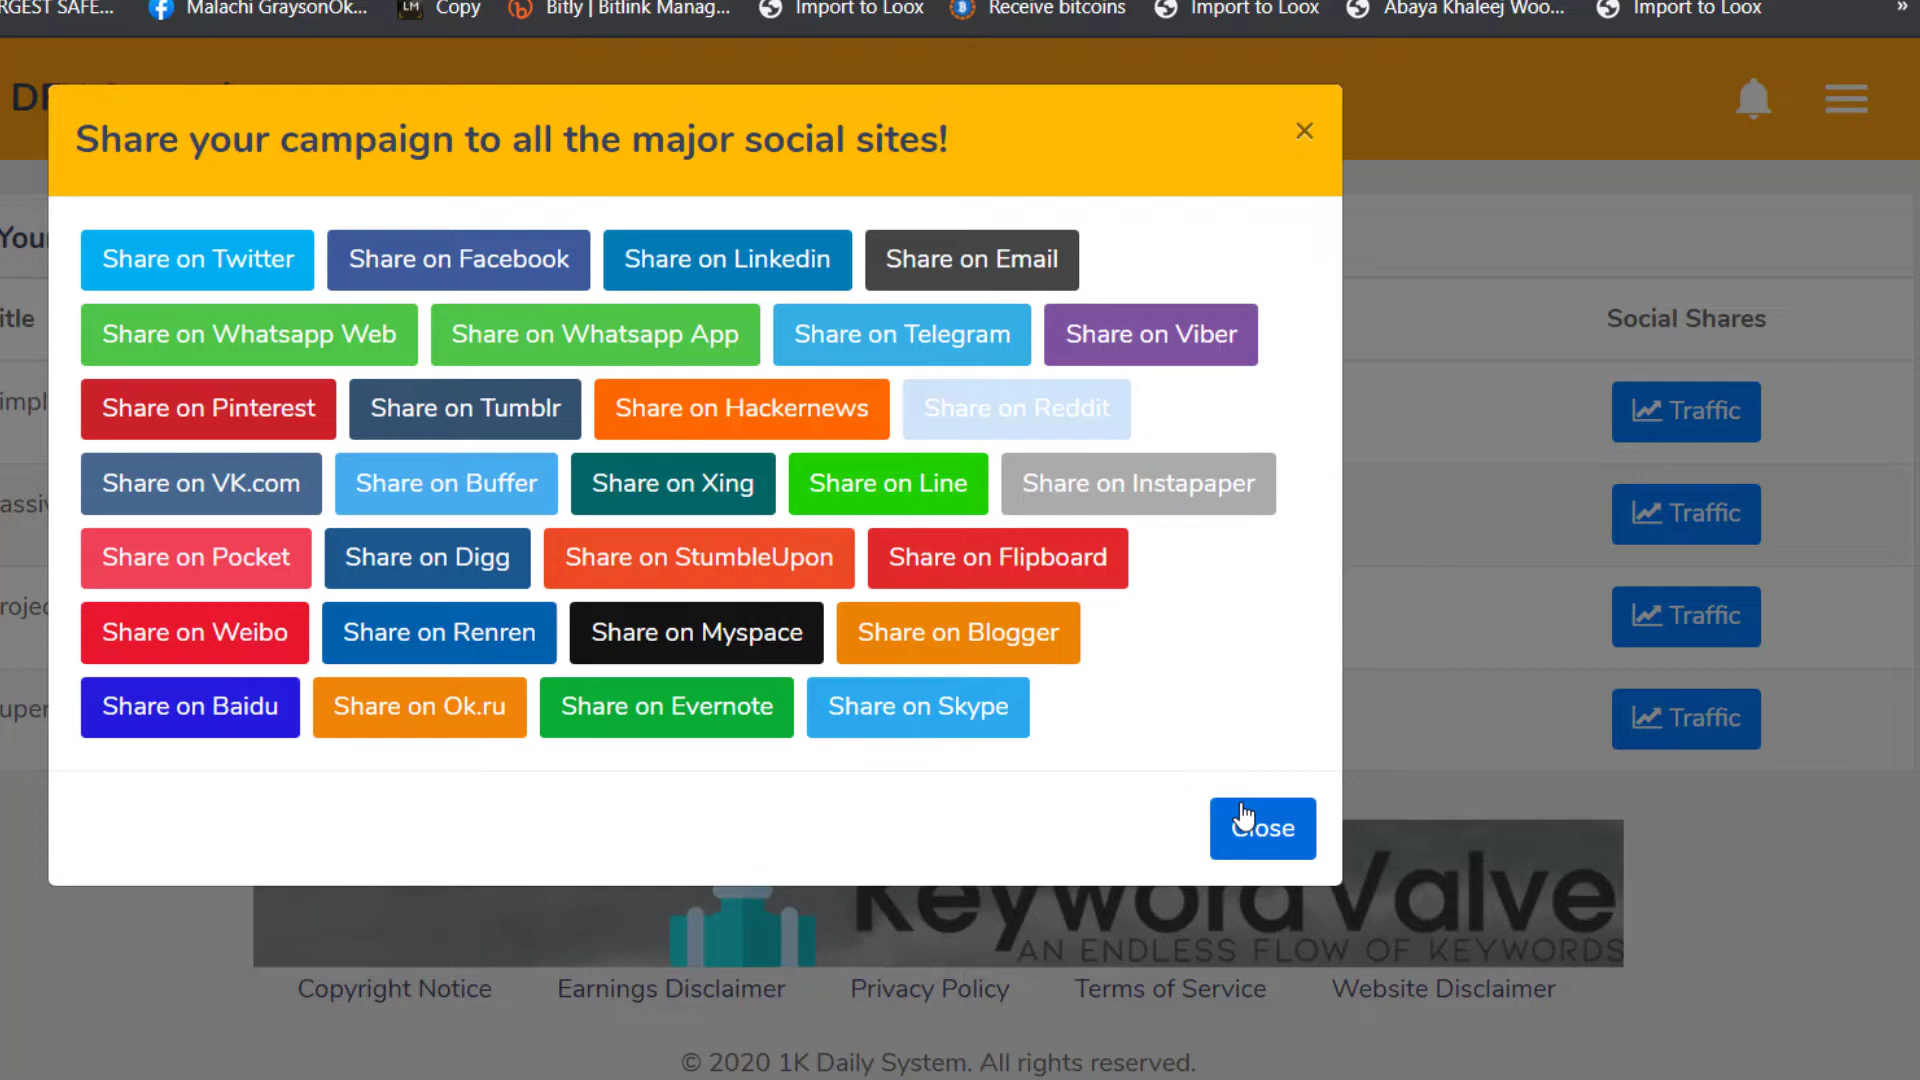 RGEST SAFE... Malachi GraysonOk... LM Copy Bitly | Bitlink Manag... Import to Loox Receive bitcoins Import to Loox Abaya Khaleej Woo... Import to Loox »
Share your campaign to all the major social sites! ×
Your
Share on Twitter Share on Facebook Share on Linkedin Share on Email
itle Share on Whatsapp Web Share on Whatsapp App Share on Telegram Share on Viber Social Shares
impl Share on Pinterest Share on Tumblr Share on Hackernews Share on Reddit Traffic
assiv Share on VK.com Share on Buffer Share on Xing Share on Line Share on Instapaper Traffic
Share on Pocket Share on Digg Share on StumbleUpon Share on Flipboard
rojec Share on Weibo Share on Renren Share on Myspace Share on Blogger Traffic
uper Share on Baidu Share on Ok.ru Share on Evernote Share on Skype Traffic
Close
Keyword Valve
AN ENDLESS FLOW OF KEYWORDS
Copyright Notice Earnings Disclaimer Privacy Policy Terms of Service Website Disclaimer
© 2020 1K Daily System. All rights reserved.